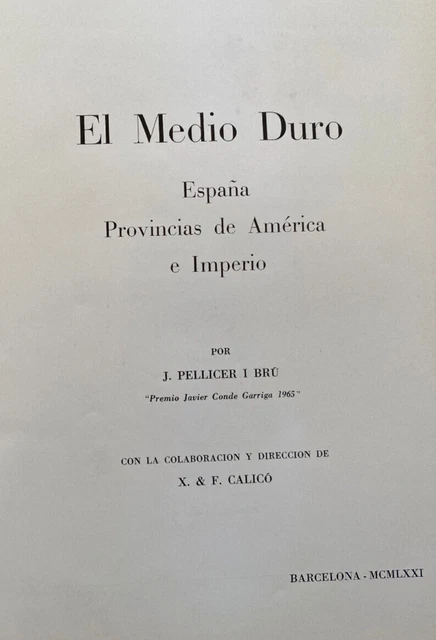 El Medio Duro
España
Provincias de América
e Imperio
POR
J. PELLICER I BRÚ
"Premio Javier Conde Garriga 1965"
CON LA COLABORACION Y DIRECCION DE
X. & F. CALICÓ
BARCELONA - MCMLXXI